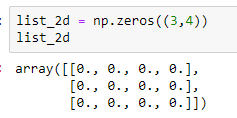 list_2d = np.zeros((3,4))
list_2d
array([[0., 0., 0., 0.],
[0., 0., 0., 0.],
[0., 0., 0., 0.]])